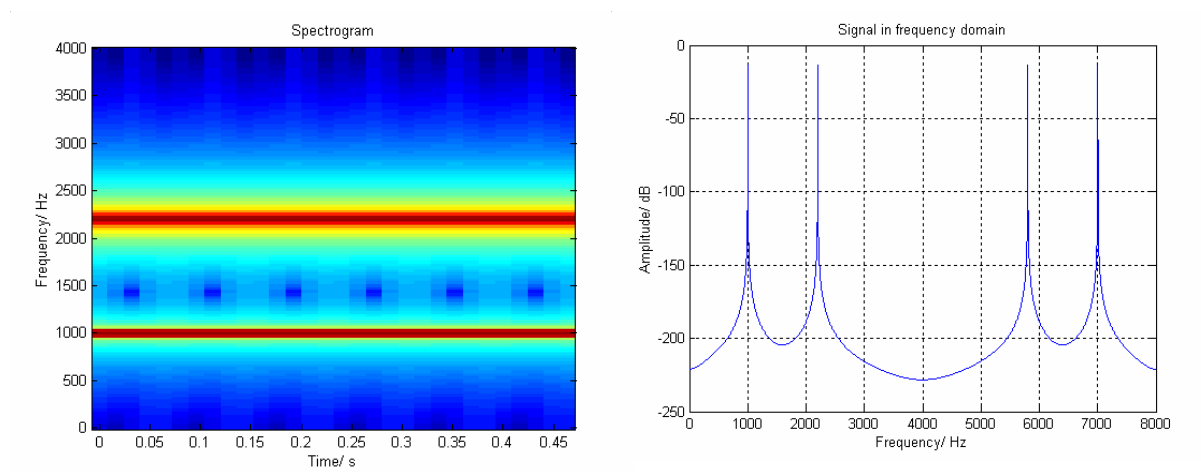 Spectrogram
4000
3500
3000
2500
2000
1500
1000
500
0
Frequency/ Hz
0 0.05 0.1 0.15 0.2 0.25 0.3 0.35 0.4 0.45
Time/ s
Signal in frequency domain
0
-50
-100
-150
-200
-250
Amplitude/ dB
0 1000 2000 3000 4000 5000 6000 7000 8000
Frequency/ Hz